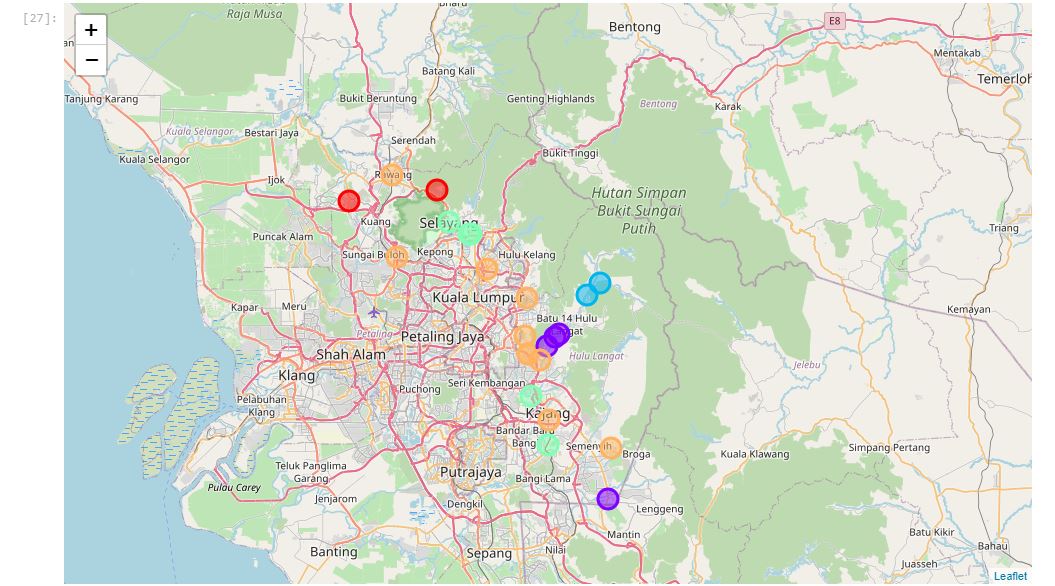 [27]:
+
−
Raja Musa
Bentong
E8
Mentakab
Batang Kali
Temerloh
Tanjung Karang
Bukit Beruntung
Genting Highlands
Bentong
Karak
Kuala Selangor
Bestari Jaya
Serendah
Kuala Selangor
Bukit Tinggi
Ijok
Rawang
Hutan Simpan
Bukit Sungai
Putih
Kuang
Selayang
Triang
Puncak Alam
Sungai Buloh
Kepong
Hulu Kelang
Kapar
Meru
Kuala Lumpur
Kemayan
Batu 14 Hulu
Langat
Petaling
Petaling Jaya
Shah Alam
Hulu Langat
Jelebu
Klang
Puchong
Seri Kembangan
Pelabuhan
Klang
Kajang
Bandar Baru
Bangi
Semenyih
Broga
Kuala Klawang
Simpang Pertang
Teluk Panglima
Garang
Putrajaya
Bangi Lama
Pulau Carey
Jenjarom
Dengkil
Lenggeng
Mantin
Batu Kikir
Banting
Sepang
Nilai
Bahau
Juasseh
Leaflet